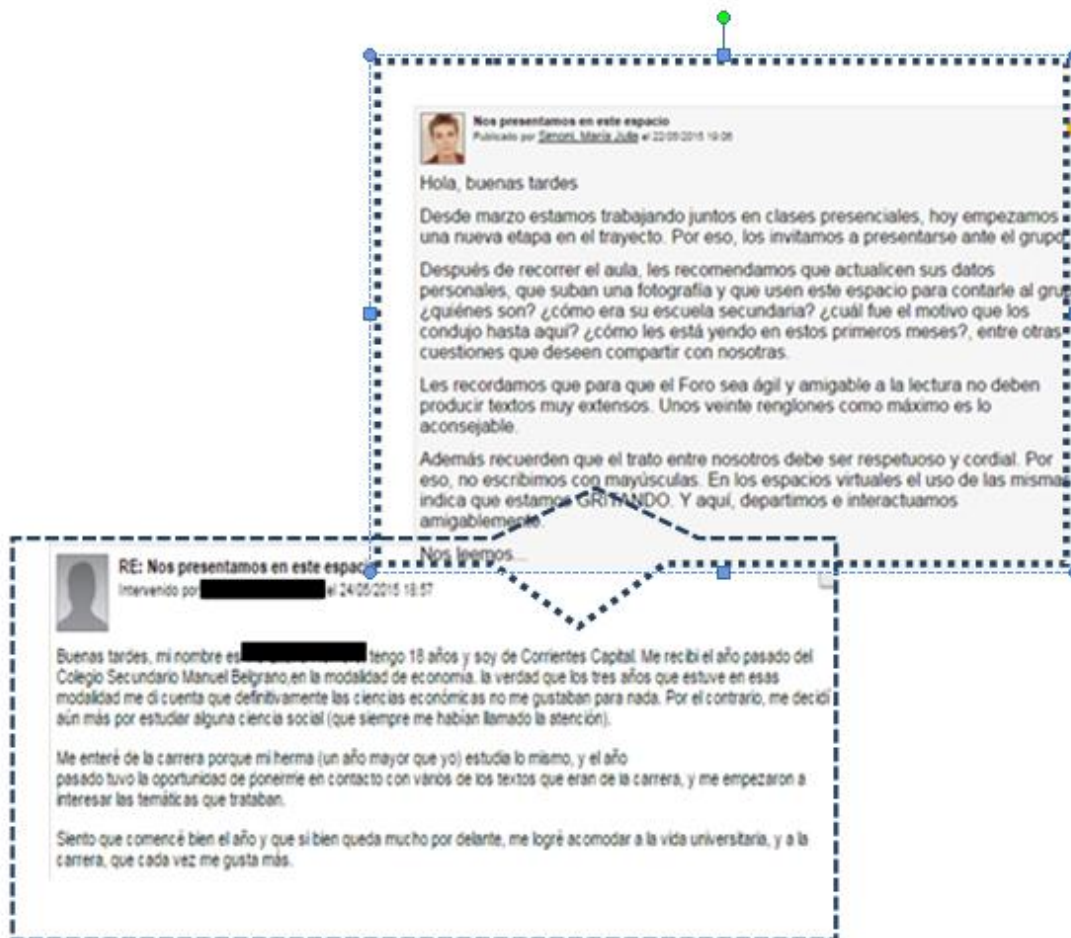 Nos presentamos en este espacio
Publicado por Simoni, María Julia el 22/05/2015 19:06
Hola, buenas tardes
Desde marzo estamos trabajando juntos en clases presenciales, hoy empezamos
una nueva etapa en el trayecto. Por eso, los invitamos a presentarse ante el grupo.
Después de recorrer el aula, les recomendamos que actualicen sus datos
personales, que suban una fotografía y que usen este espacio para contarle al gru
¿quiénes son? ¿cómo era su escuela secundaria? ¿cuál fue el motivo que los
condujo hasta aquí? ¿cómo les está yendo en estos primeros meses?, entre otras
cuestiones que deseen compartir con nosotras.
Les recordamos que para que el Foro sea ágil y amigable a la lectura no deben
producir textos muy extensos. Unos veinte renglones como máximo es lo
aconsejable.
Además recuerden que el trato entre nosotros debe ser respetuoso y cordial. Por
eso, no escribimos con mayúsculas. En los espacios virtuales el uso de las mismas
indica que estamos GRITANDO. Y aquí, departimos e interactuamos
amigablemente.
Nos leemos...
RE: Nos presentamos en este espac
Intervenido por el 24/05/2015 18:57
Buenas tardes, mi nombre es tengo 18 años y soy de Corrientes Capital. Me recibí el año pasado del
Colegio Secundario Manuel Belgrano,en la modalidad de economía. la verdad que los tres años que estuve en esas
modalidad me di cuenta que definitivamente las ciencias económicas no me gustaban para nada. Por el contrario, me decidí
aún más por estudiar alguna ciencia social (que siempre me habían llamado la atención).
Me enteré de la carrera porque mi herma (un año mayor que yo) estudia lo mismo, y el año
pasado tuvo la oportunidad de ponerme en contacto con varios de los textos que eran de la carrera, y me empezaron a
interesar las temáticas que trataban.
Siento que comencé bien el año y que si bien queda mucho por delante, me logré acomodar a la vida universitaria, y a la
carrera, que cada vez me gusta más.